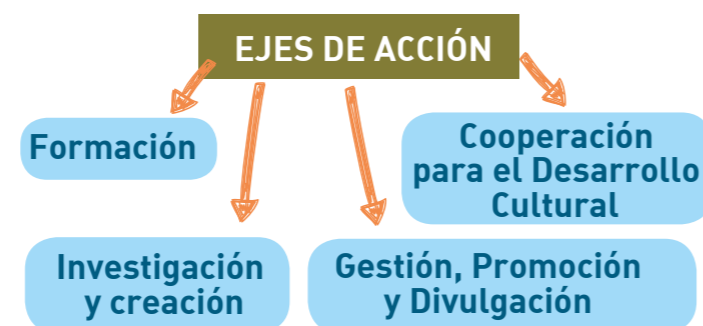 EJES DE ACCIÓN
Formación
Cooperación
para el Desarrollo
Cultural
Investigación
y creación
Gestión, Promoción
y Divulgación